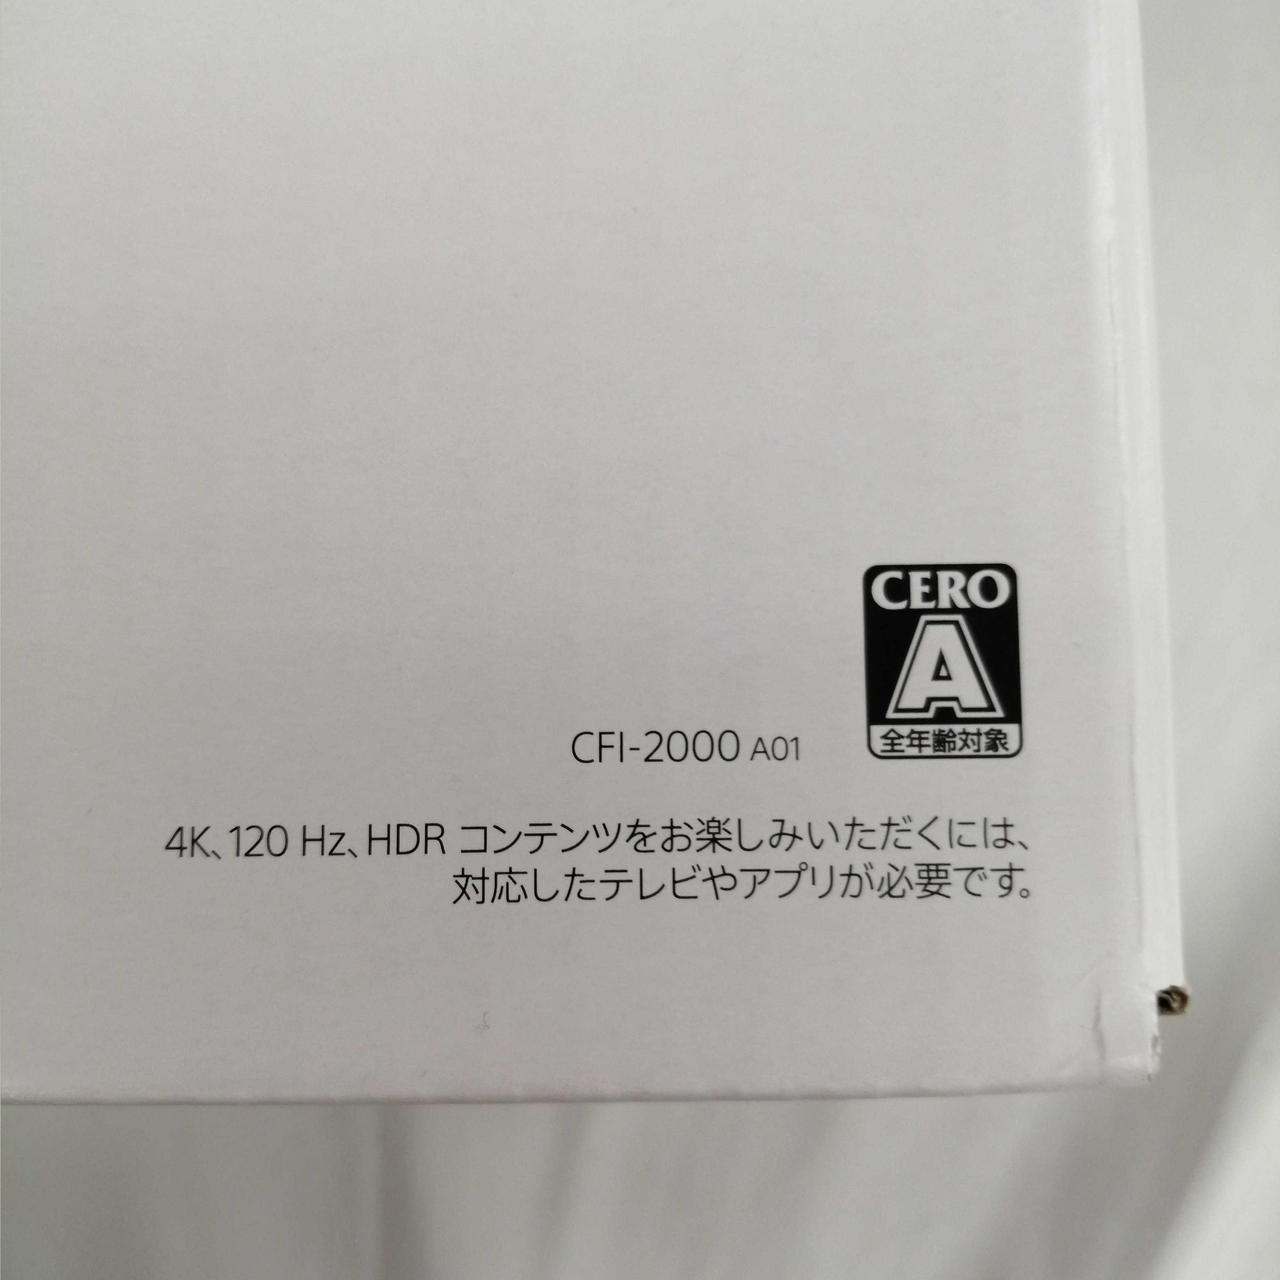 CERO
A
全年齢対象
CFI-2000 A01
4K、120 Hz、HDR コンテンツをお楽しみいただくには、
対応したテレビやアプリが必要です。